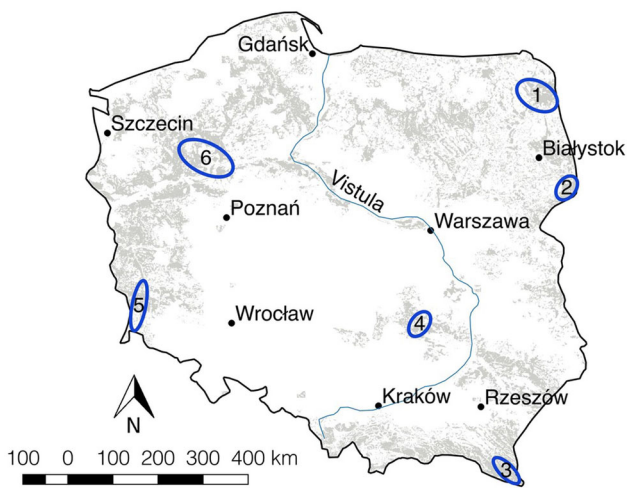 Gdańsk
1
Szczecin
Białystok
6
2
Vistula
Poznań
Warszawa
5
Wrocław
4
Kraków
Rzeszów
N
3
100 0 100 200 300 400 km